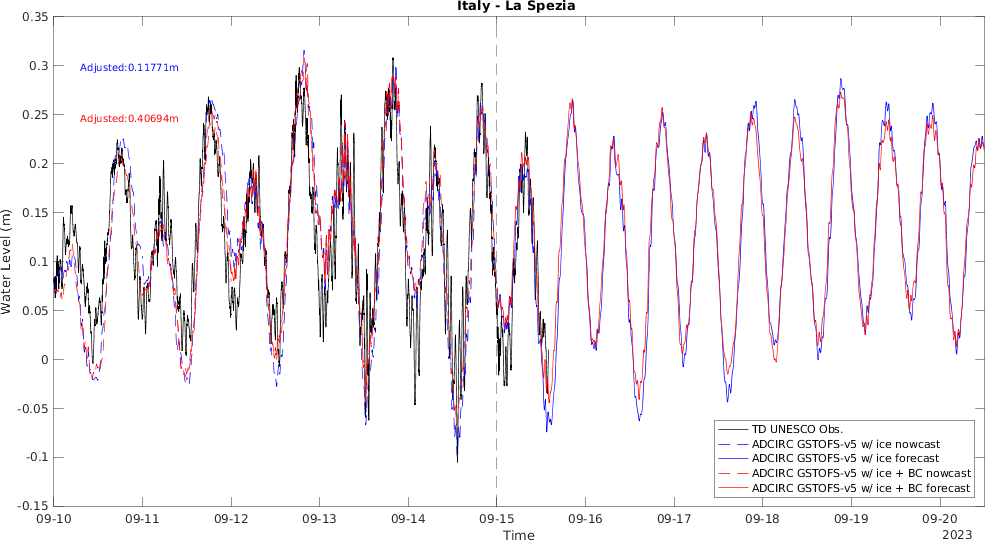 Italy - La Spezia
0.35
0.3
0.25
0.2
0.15
0.1
0.05
0
-0.05
-0.1
-0.15
Water Level (m)
Adjusted:0.11771m
Adjusted:0.40694m
TD UNESCO Obs.
ADCIRC GSTOFS-v5 w/ ice nowcast
ADCIRC GSTOFS-v5 w/ ice forecast
ADCIRC GSTOFS-v5 w/ ice + BC nowcast
ADCIRC GSTOFS-v5 w/ ice + BC forecast
09-10 09-11 09-12 09-13 09-14 09-15 09-16 09-17 09-18 09-19 09-20
Time
2023